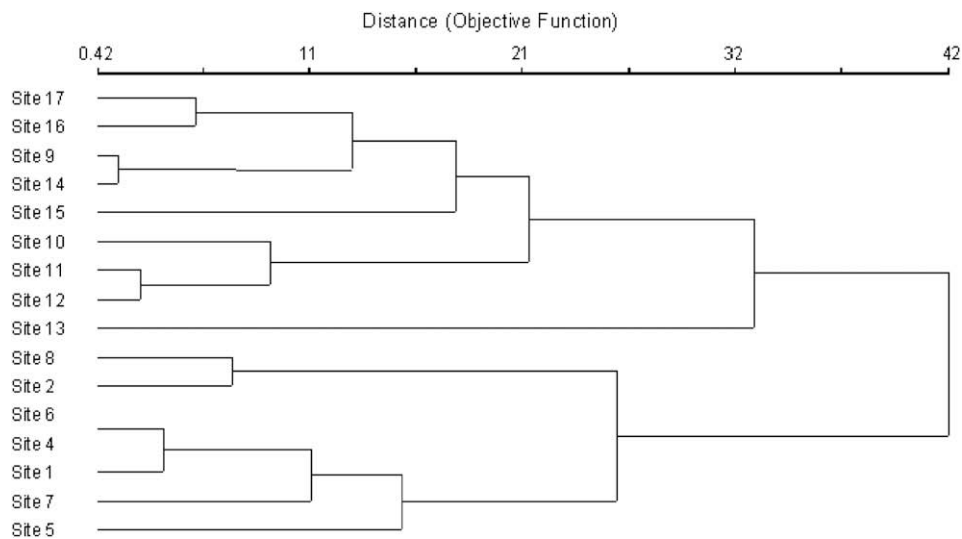 Distance (Objective Function)
0.42 11 21 32 42
Site 17
Site 16
Site 9
Site 14
Site 15
Site 10
Site 11
Site 12
Site 13
Site 8
Site 2
Site 6
Site 4
Site 1
Site 7
Site 5